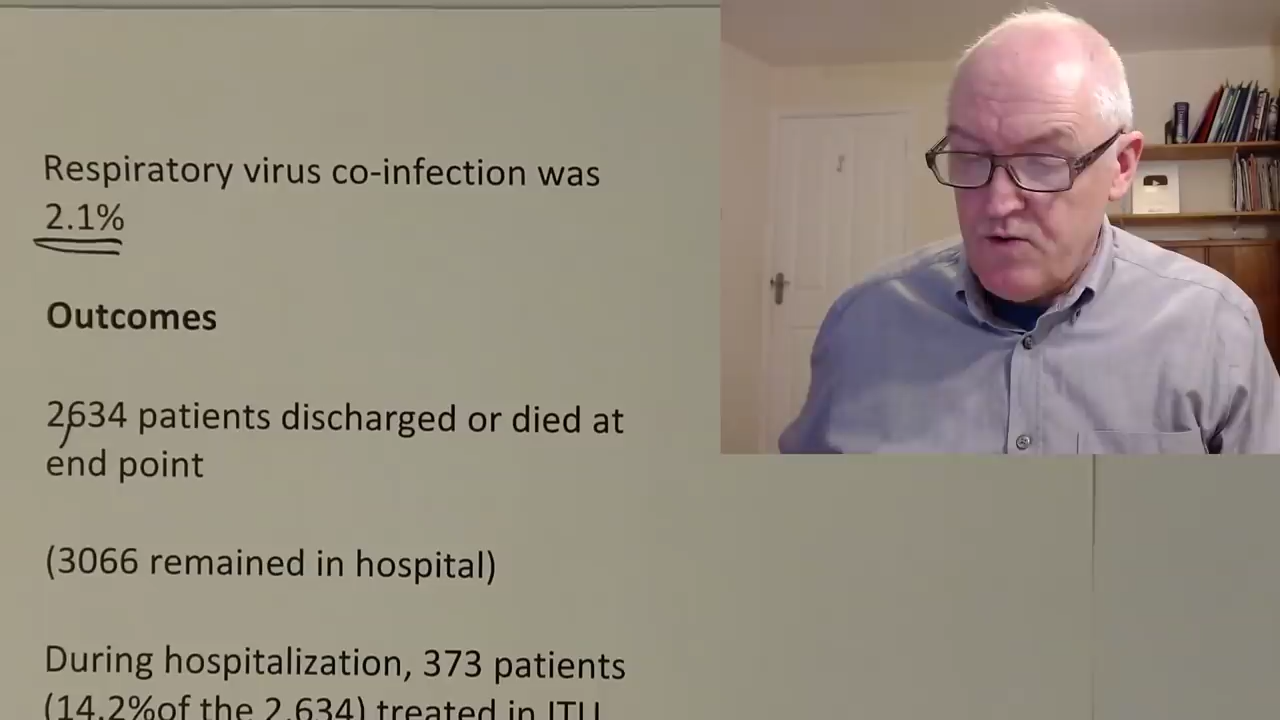 Respiratory virus co-infection was
2.1%
Outcomes
2634 patients discharged or died at
end point
(3066 remained in hospital)
During hospitalization, 373 patients
(14.2%of the 2,634) treated in ITU